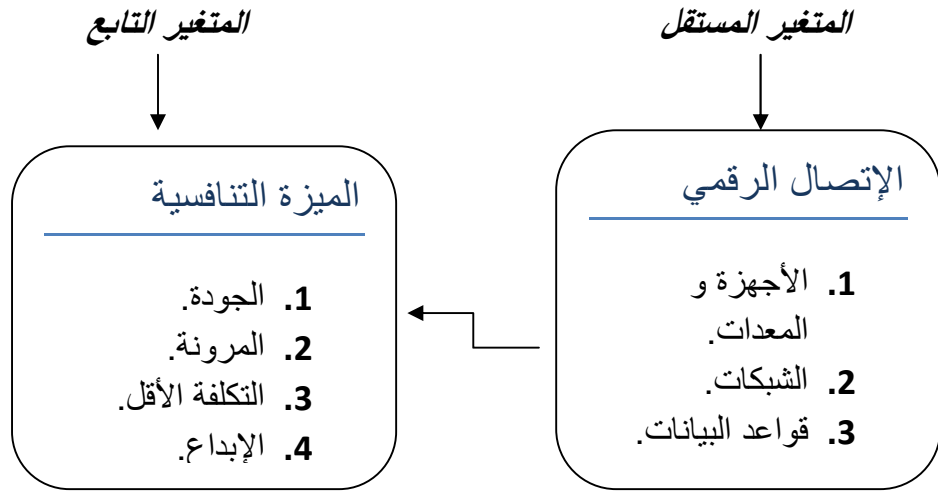 المتغير المستقل
الإتصال الرقمي
1. الأجهزة و
المعدات.
2. الشبكات.
3. قواعد البيانات.
المتغير التابع
الميزة التنافسية
1. الجودة.
2. المرونة.
3. التكلفة الأقل.
4. الإبداع.